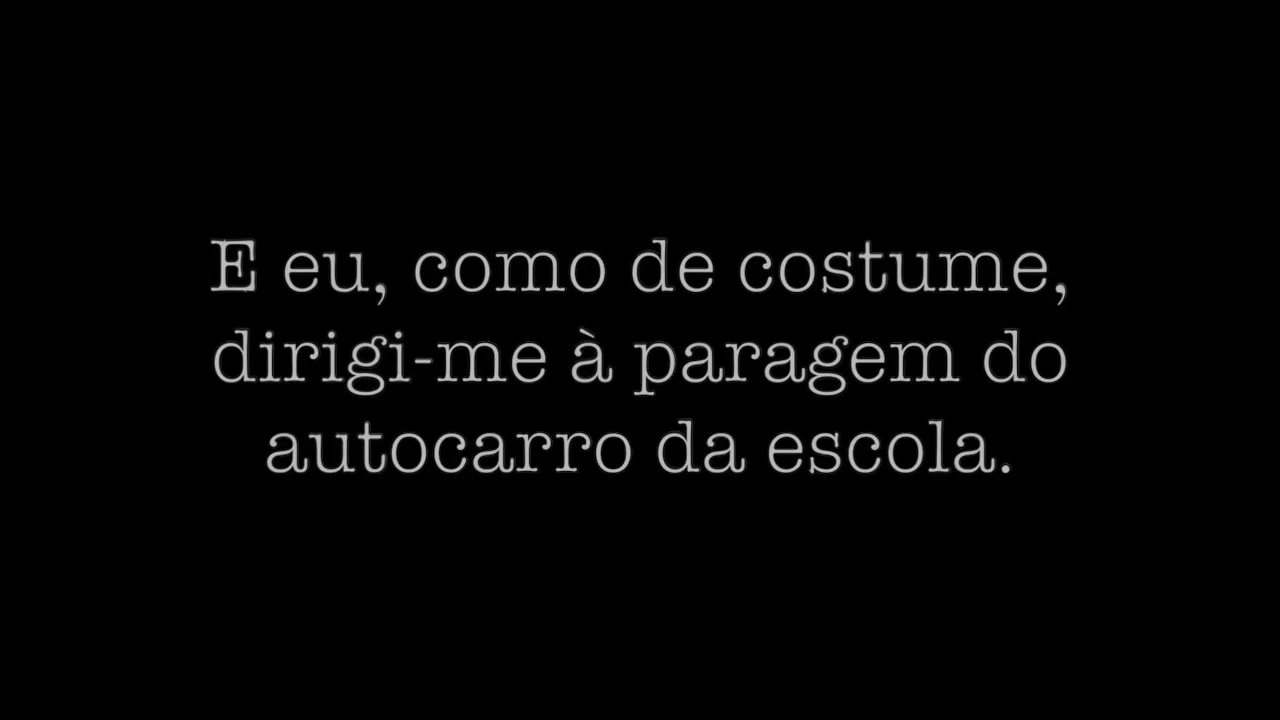 E eu, como de costume,
dirigi-me à paragem do
autocarro da escola.